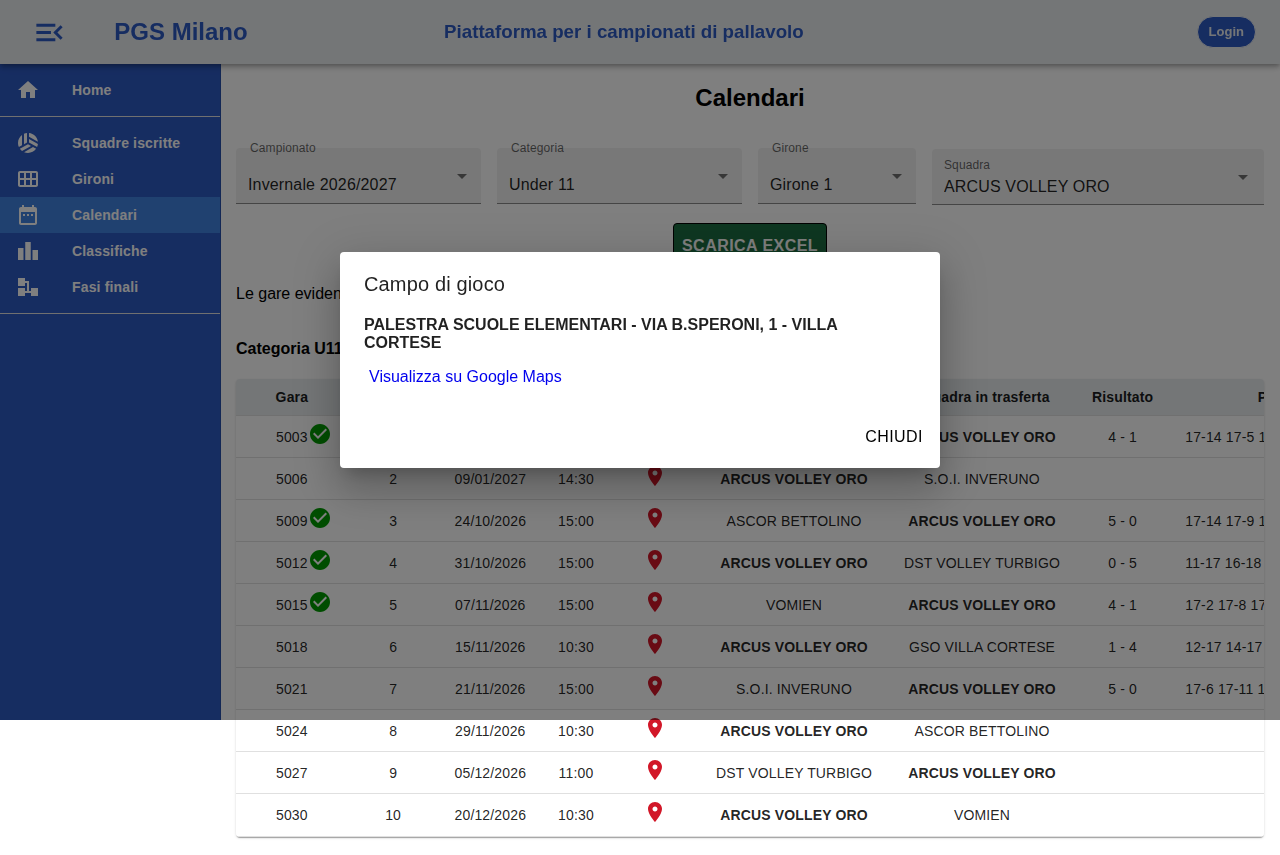 PGS Milano
Piattaforma per i campionati di pallavolo
Login
Home
Squadre iscritte
Gironi
Calendari
Classifiche
Fasi finali
Calendari
Campionato
Invernale 2026/2027
Categoria
Under 11
Girone
Girone 1
Squadra
ARCUS VOLLEY ORO
SCARICA EXCEL
Le gare
Categoria U11
Campo di gioco
PALESTRA SCUOLE ELEMENTARI - VIA B.SPERONI, 1 - VILLA
CORTESE
Visualizza su Google Maps
CHIUDI
Gara in trasferta Risultato
5003 VOLLEY ORO 4 - 1 17-14 17-5
5006 2 09/01/2027 14:30 ARCUS VOLLEY ORO S.O.I. INVERUNO
5009 3 24/10/2026 15:00 ASCOR BETTOLINO ARCUS VOLLEY ORO 5 - 0 17-14 17-9
5012 4 31/10/2026 15:00 ARCUS VOLLEY ORO DST VOLLEY TURBIGO 0 - 5 11-17 16-18
5015 5 07/11/2026 15:00 VOMIEN ARCUS VOLLEY ORO 4 - 1 17-2 17-8 17
5018 6 15/11/2026 10:30 ARCUS VOLLEY ORO GSO VILLA CORTESE 1 - 4 12-17 14-17
5021 7 21/11/2026 15:00 S.O.I. INVERUNO ARCUS VOLLEY ORO 5 - 0 17-6 17-11
5024 8 29/11/2026 10:30 ARCUS VOLLEY ORO ASCOR BETTOLINO
5027 9 05/12/2026 11:00 DST VOLLEY TURBIGO ARCUS VOLLEY ORO
5030 10 20/12/2026 10:30 ARCUS VOLLEY ORO VOMIEN